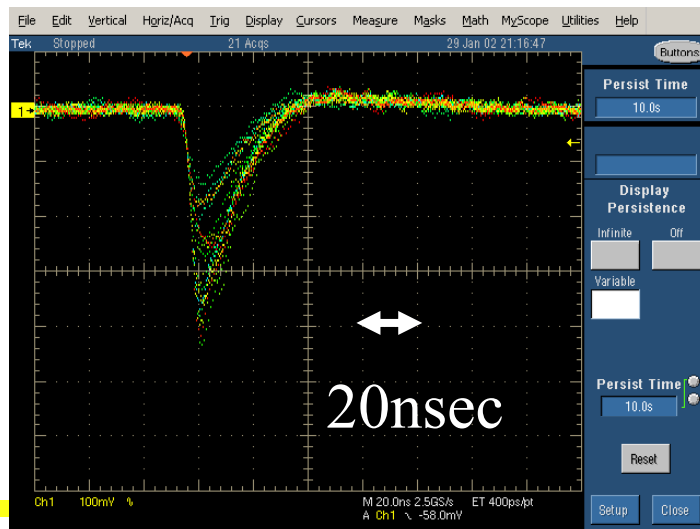 File Edit Vertical Horiz/Acq Trig Display Cursors Measure Masks Math MyScope Utilities Help
Tek Stopped 21 Acqs 29 Jan 02 21:16:47
Buttons
Persist Time
10.0s
Display
Persistence
Infinite Off
Variable
1
20nsec
Persist Time
10.0s
Reset
Ch1 100mV
M 20.0ns 2.5GS/s ET 400ps/pt
A Ch1 -58.0mV
Setup Close